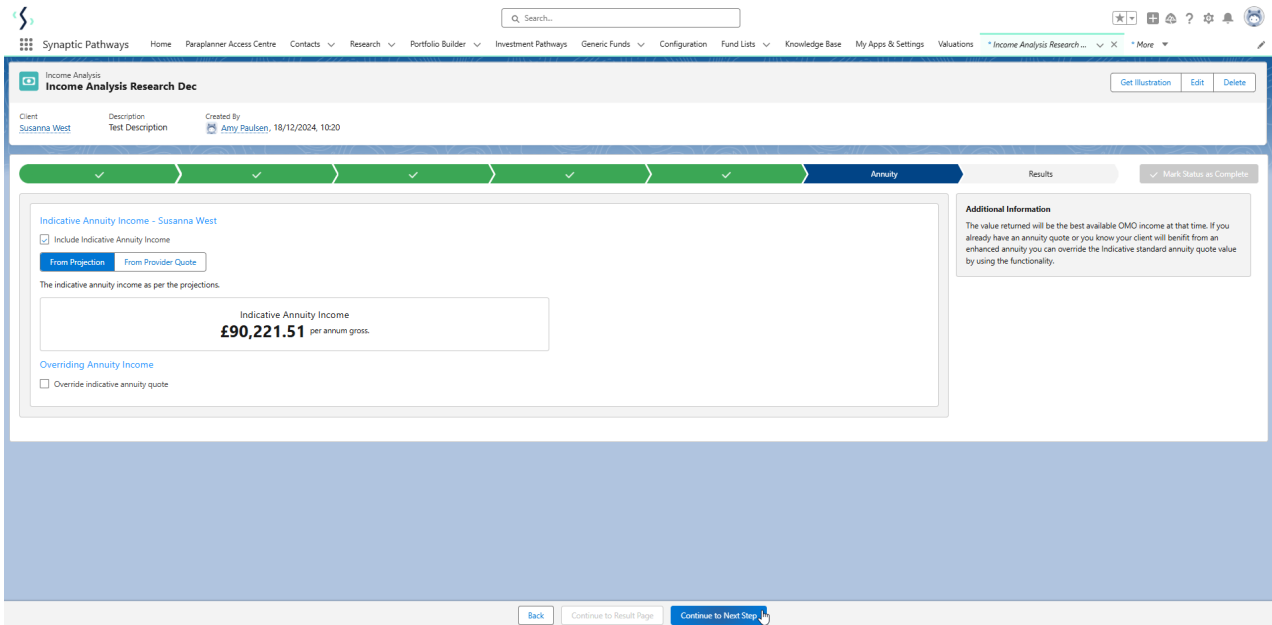 Search...
Synaptic Pathways Home Paraplanner Access Centre Contacts Research Portfolio Builder Investment Pathways Generic Funds Configuration Fund Lists Knowledge Base My Apps & Settings Valuations * Income Analysis Research ... * More
Income Analysis
Income Analysis Research Dec
Get Illustration Edit Delete
Client Description Created By
Susanna West Test Description Amy Paulsen, 18/12/2024, 10:20
Annuity Results Mark Status as Complete
Indicative Annuity Income - Susanna West
Include Indicative Annuity Income
From Projection From Provider Quote
The indicative annuity income as per the projections.
Indicative Annuity Income
£90,221.51 per annum gross.
Overriding Annuity Income
Override indicative annuity quote
Additional Information
The value returned will be the best available OMO income at that time. If you
already have an annuity quote or you know your client will benifit from an
enhanced annuity you can override the Indicative standard annuity quote value
by using the functionality.
Back Continue to Result Page Continue to Next Step